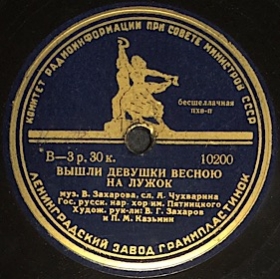 КОМИТЕТ РАДИОИНФОРМАЦИИ ПРИ СОВЕТЕ МИНИСТРОВ СССР
бесшеллачная
В—3 р. 30 к. 10200
ВЫШЛИ ДЕВУШКИ ВЕСНОЮ
НА ЛУЖОК
муз. В. Захарова, сл. А. Чухварина
Гос. русск. нар. хор им. Пятницкого
Худож. рук-ли: В. Г. Захаров
и П. М. Казьмин
ЛЕНИНГРАДСКИЙ ЗАВОД ГРАМПЛАСТИНОК